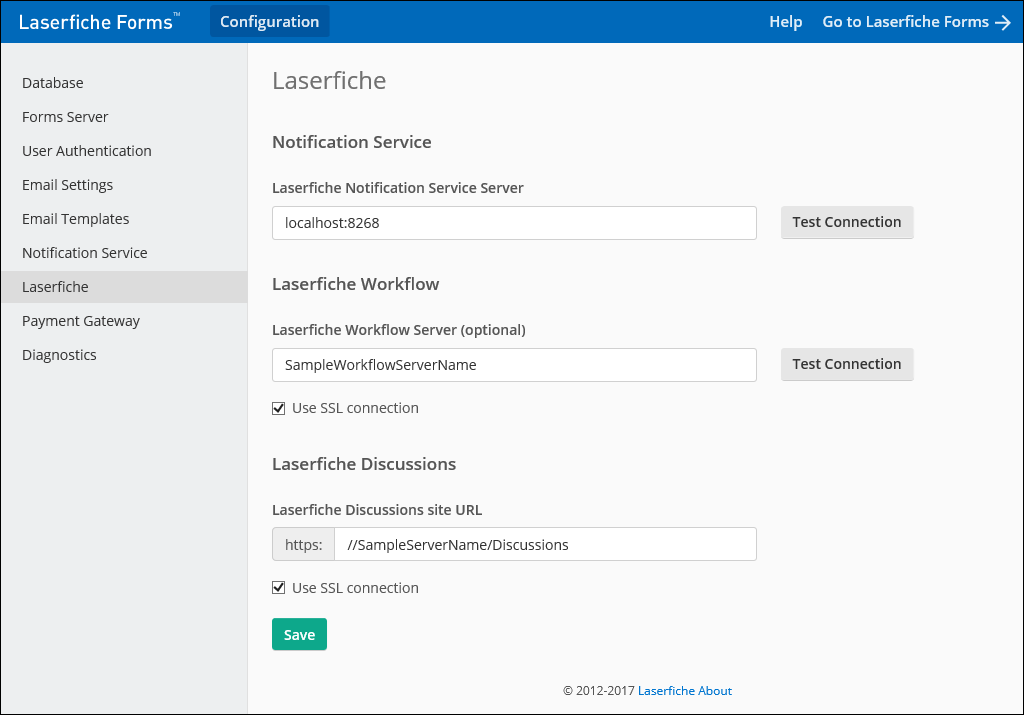 Laserfiche Forms™ Configuration Help Go to Laserfiche Forms
Database
Forms Server
User Authentication
Email Settings
Email Templates
Notification Service
Laserfiche
Payment Gateway
Diagnostics
Laserfiche
Notification Service
Laserfiche Notification Service Server
localhost:8268 Test Connection
Laserfiche Workflow
Laserfiche Workflow Server (optional)
SampleWorkflowServerName Test Connection
Use SSL connection
Laserfiche Discussions
Laserfiche Discussions site URL
https: //SampleServerName/Discussions
Use SSL connection
Save
© 2012-2017 Laserfiche About